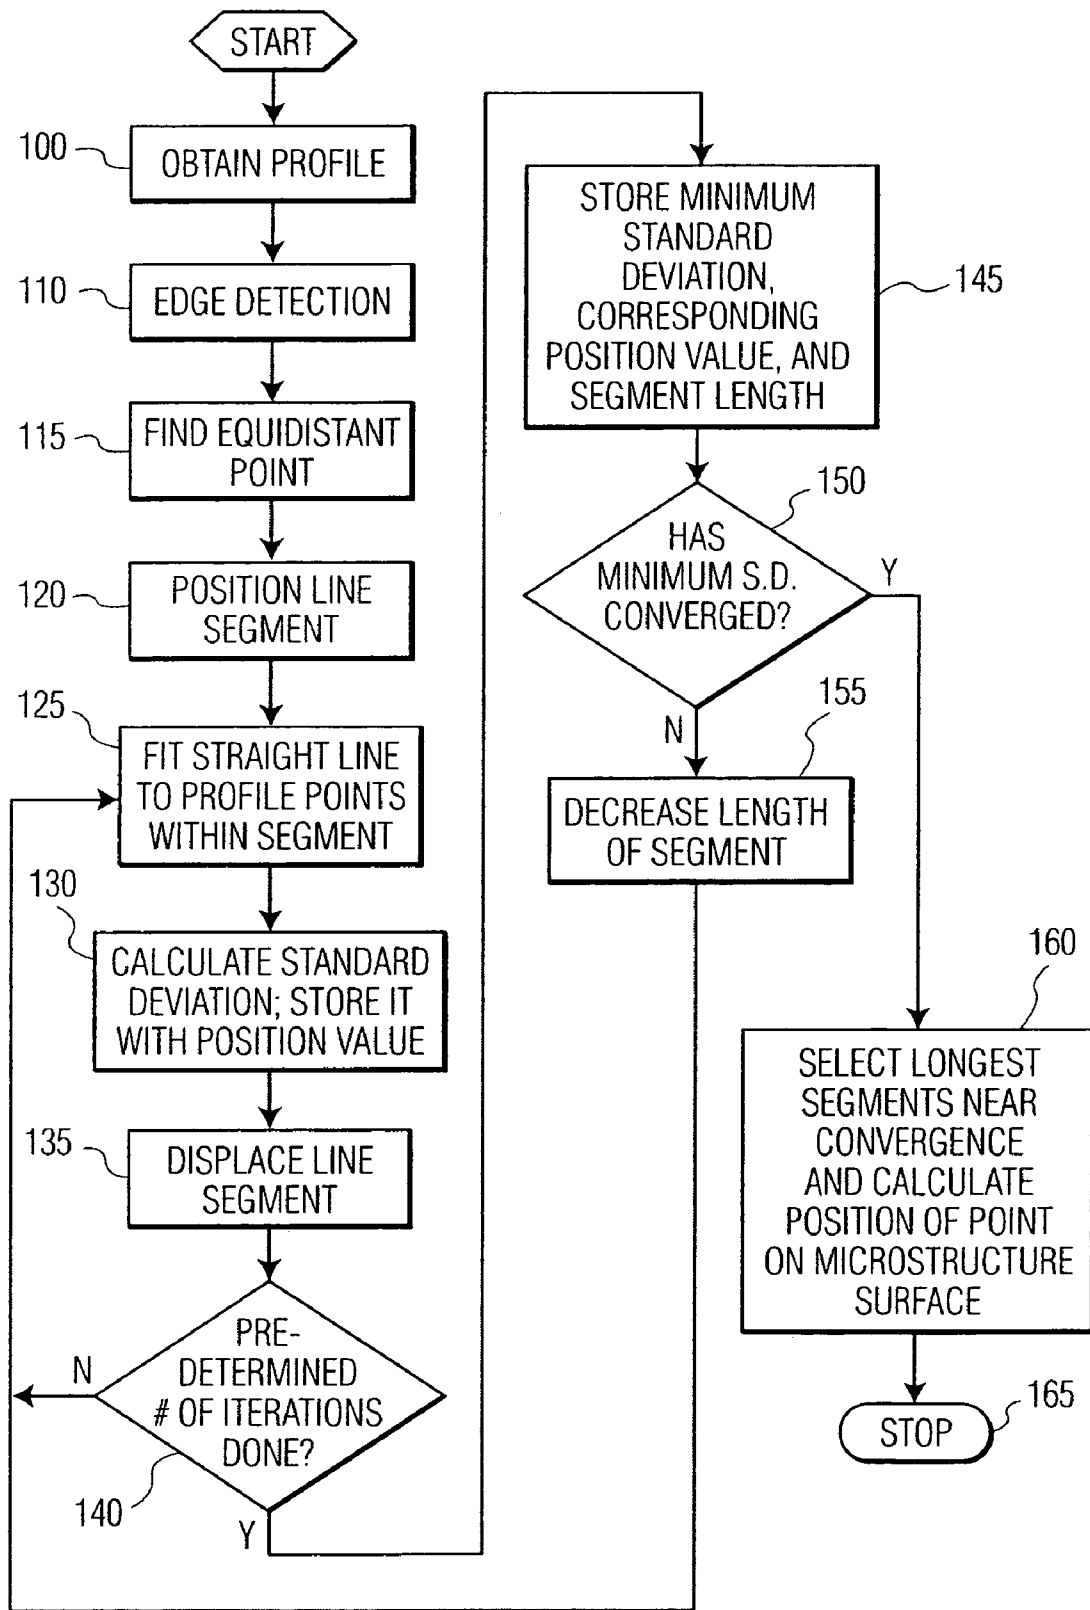 START
100
OBTAIN PROFILE
110
EDGE DETECTION
115
FIND EQUIDISTANT
POINT
120
POSITION LINE
SEGMENT
125
FIT STRAIGHT LINE
TO PROFILE POINTS
WITHIN SEGMENT
130
CALCULATE STANDARD
DEVIATION; STORE IT
WITH POSITION VALUE
135
DISPLACE LINE
SEGMENT
PRE-
DETERMINED
# OF ITERATIONS
DONE?
N
140
Y
STORE MINIMUM
STANDARD
DEVIATION,
CORRESPONDING
POSITION VALUE, AND
SEGMENT LENGTH
145
150
HAS
MINIMUM S.D.
CONVERGED?
Y
N
155
DECREASE LENGTH
OF SEGMENT
160
SELECT LONGEST
SEGMENTS NEAR
CONVERGENCE
AND CALCULATE
POSITION OF POINT
ON MICROSTRUCTURE
SURFACE
STOP
165